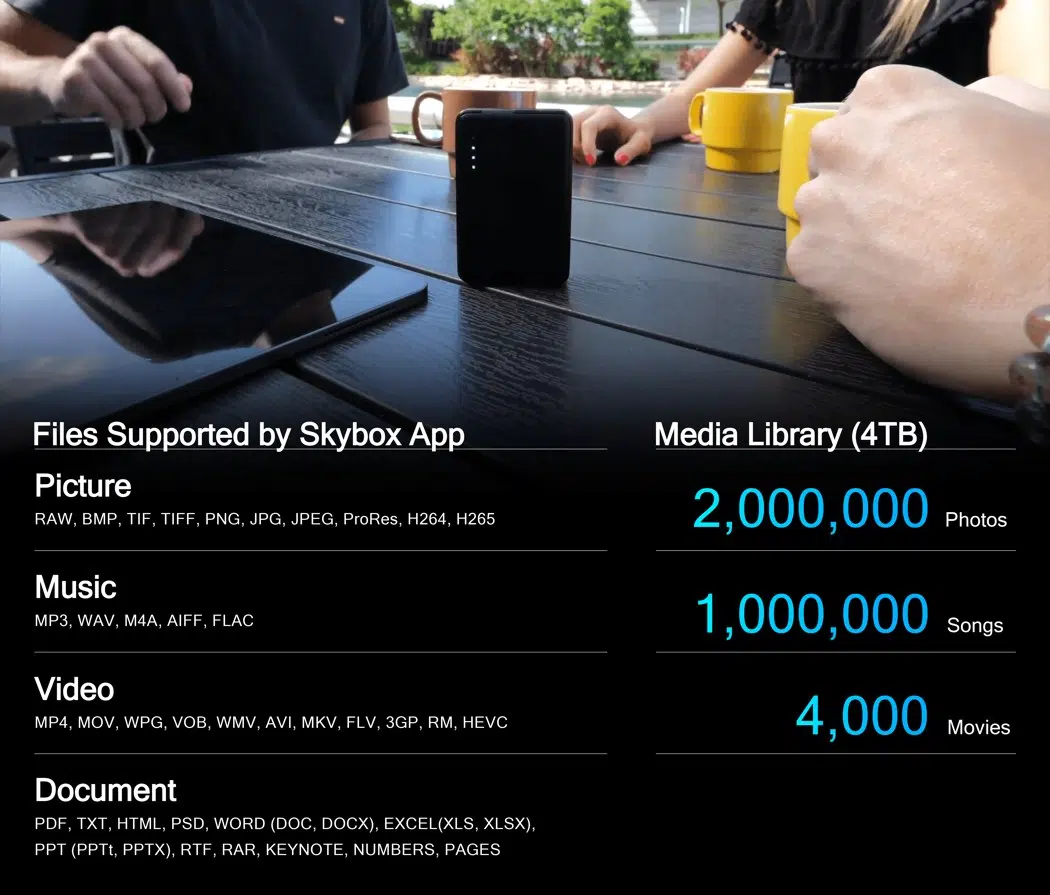 Files Supported by Skybox App
Picture
RAW, BMP, TIF, TIFF, PNG, JPG, JPEG, ProRes, H264, H265
Music
MP3, WAV, M4A, AIFF, FLAC
Video
MP4, MOV, WPG, VOB, WMV, AVI, MKV, FLV, 3GP, RM, HEVC
Document
PDF, TXT, HTML, PSD, WORD (DOC, DOCX), EXCEL(XLS, XLSX),
PPT (PPTt, PPTX), RTF, RAR, KEYNOTE, NUMBERS, PAGES
Media Library (4TB)
2,000,000 Photos
1,000,000 Songs
4,000 Movies